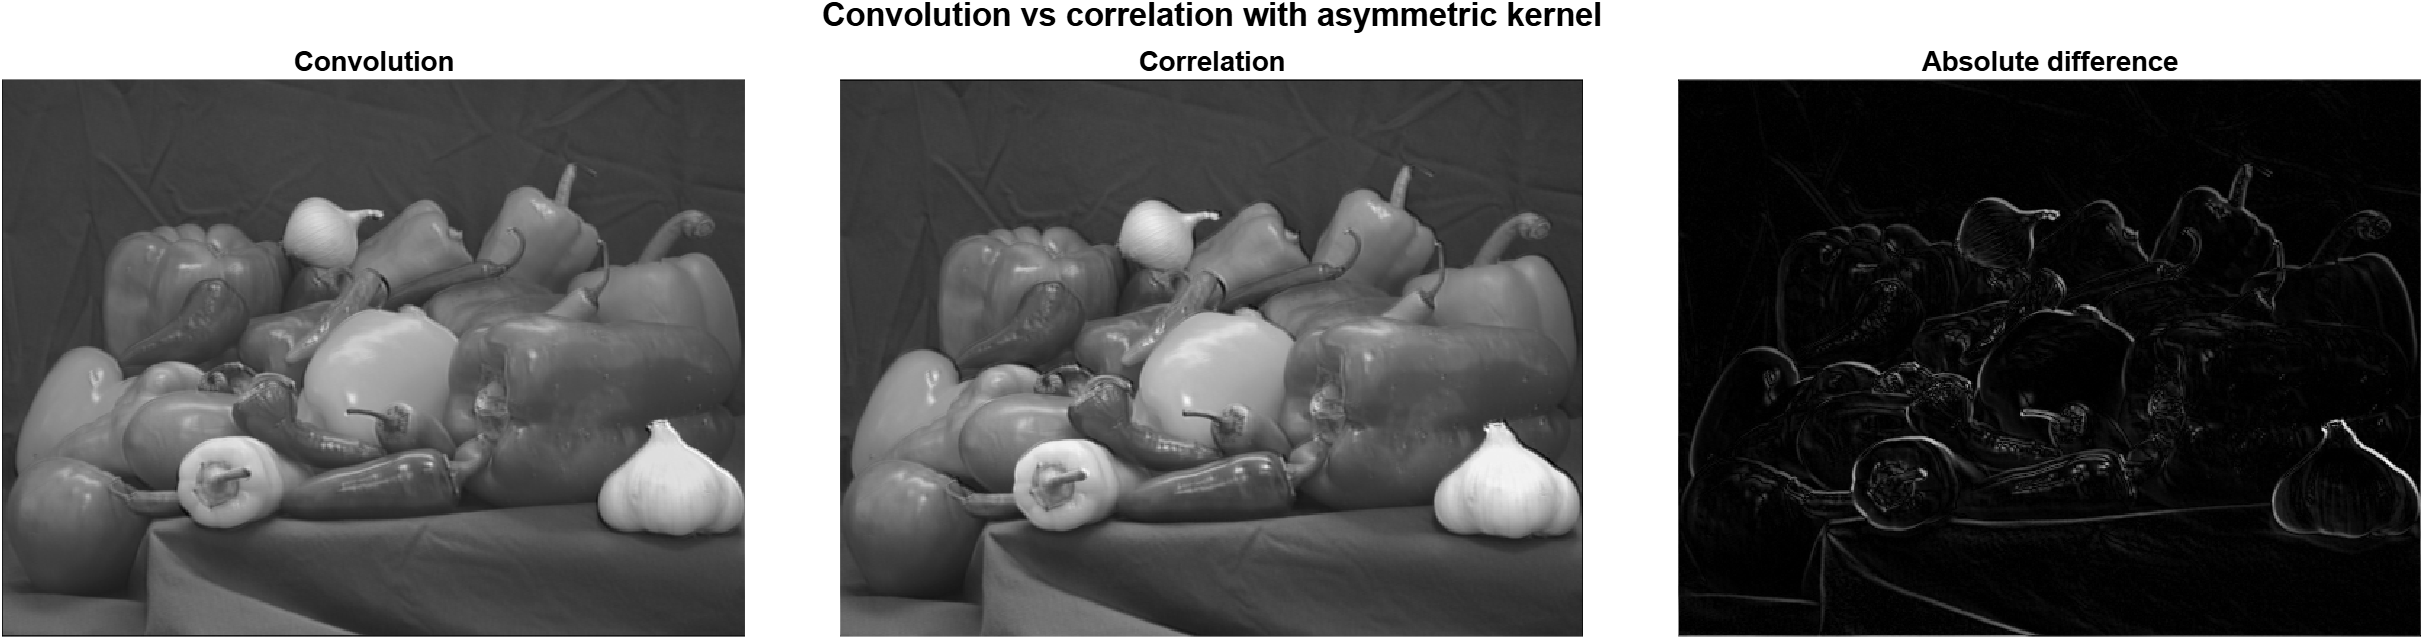 Convolution vs correlation with asymmetric kernel
Convolution
Correlation
Absolute difference